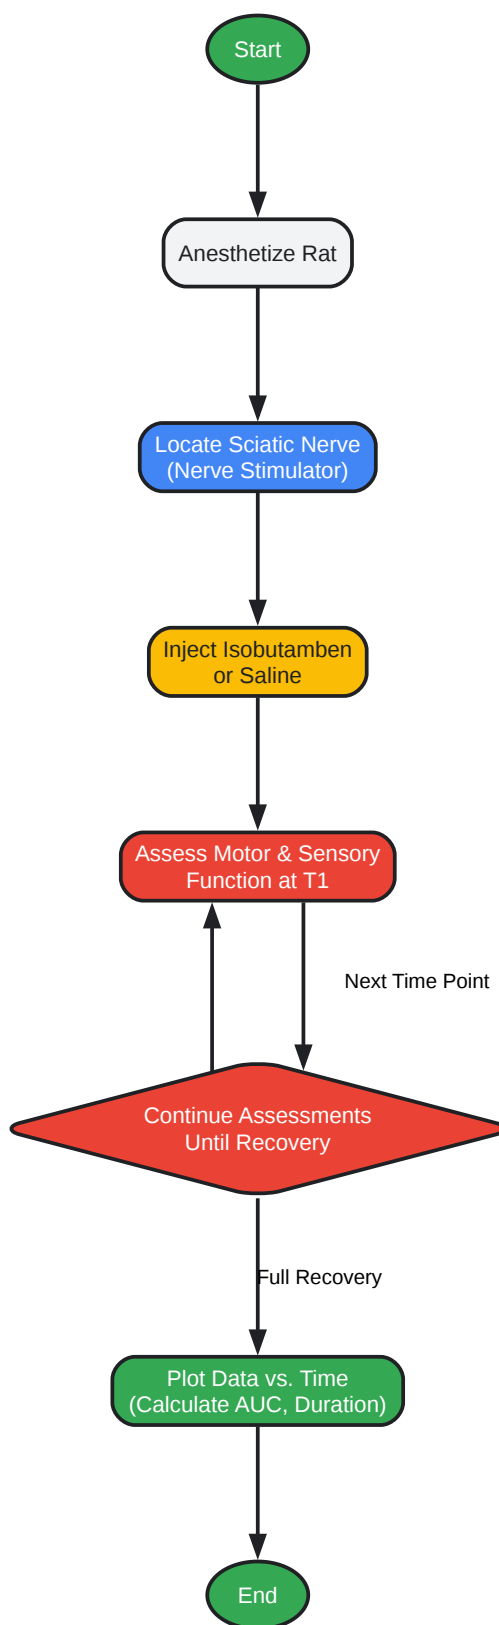 Start
Anesthetize Rat
Locate Sciatic Nerve
(Nerve Stimulator)
Inject Isobutamben
or Saline
Assess Motor & Sensory
Function at T1
Next Time Point
Continue Assessments
Until Recovery
Full Recovery
Plot Data vs. Time
(Calculate AUC, Duration)
End